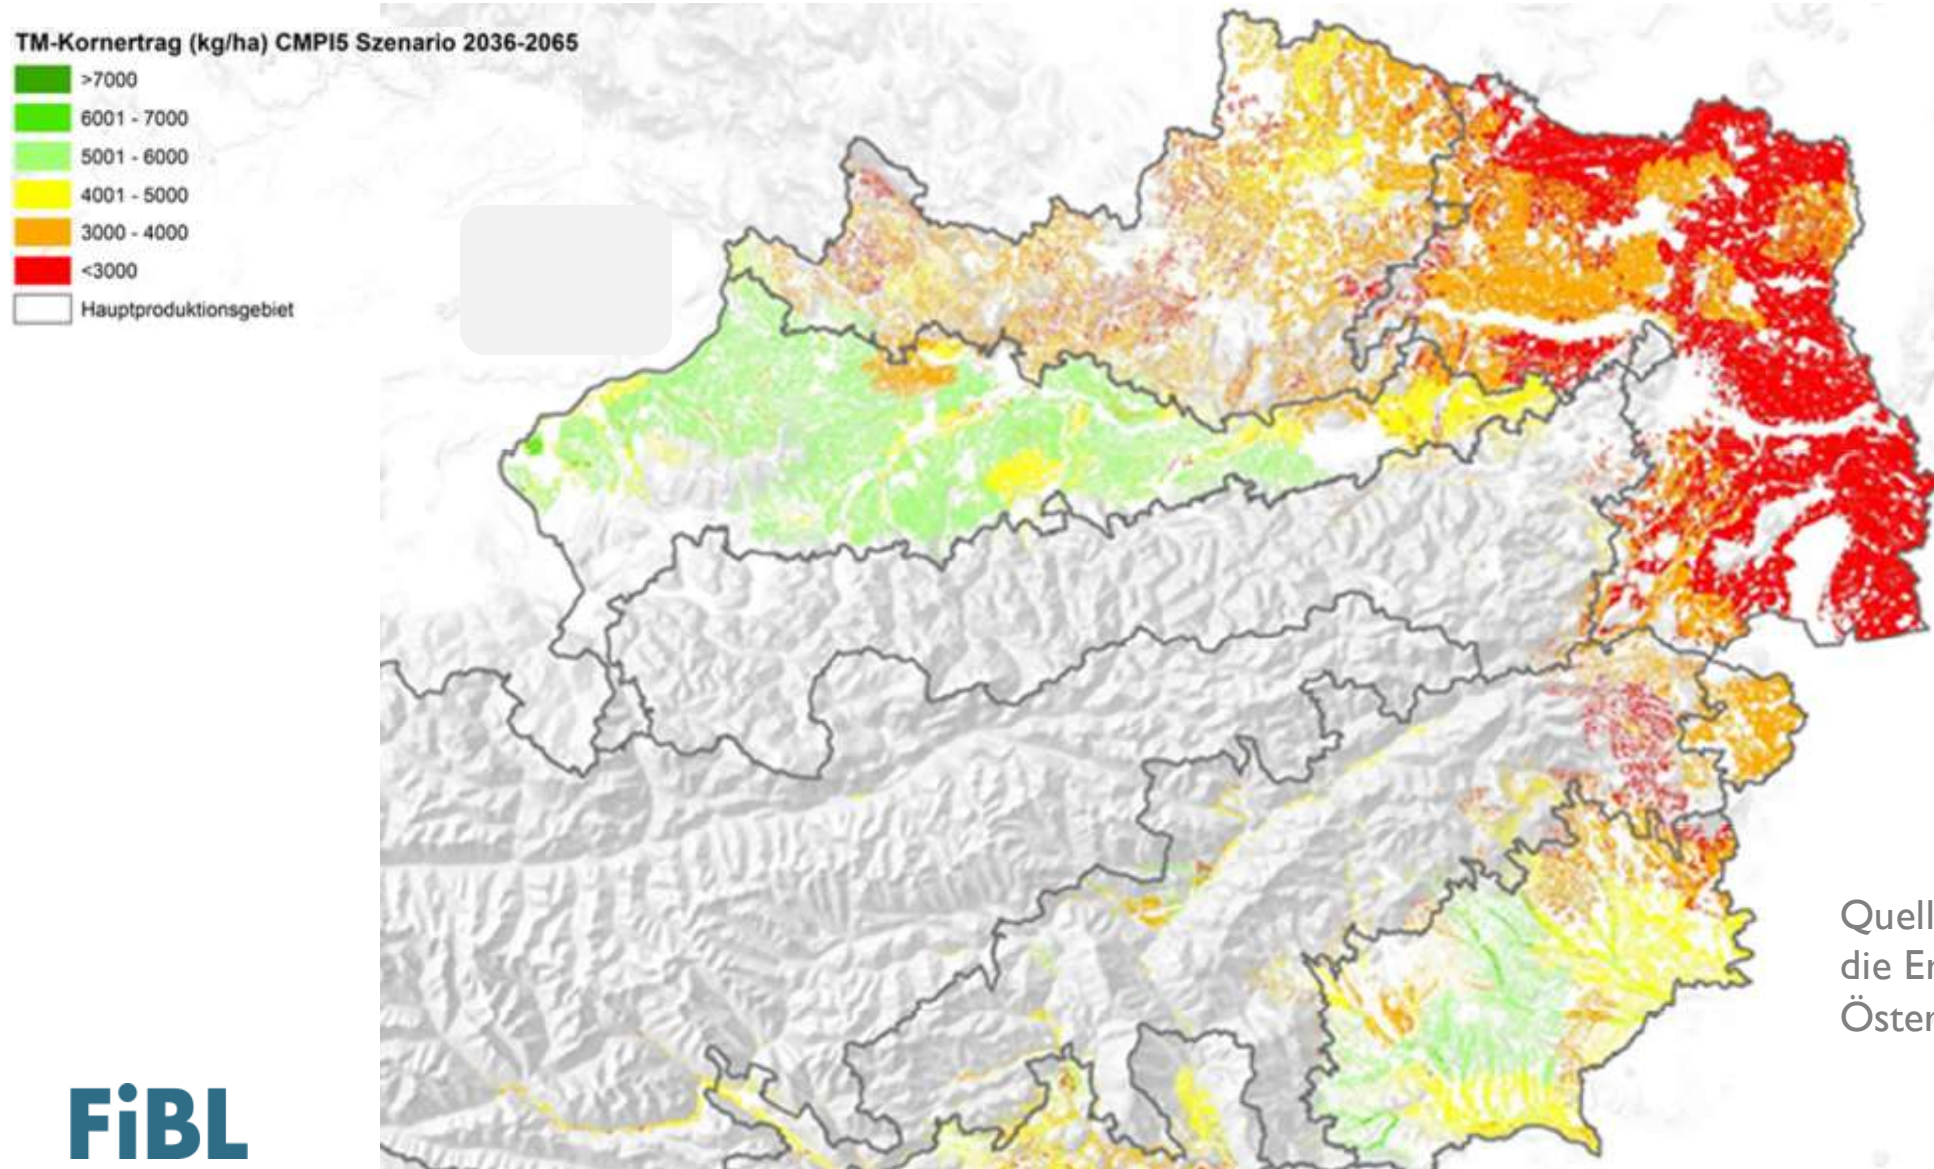 TM-Kornertrag (kg/ha) CMPI5 Szenario 2036-2065
>7000
6001 - 7000
5001 - 6000
4001 - 5000
3000 - 4000
<3000
Hauptproduktionsgebiet
Quell
die Er
Öster
FiBL